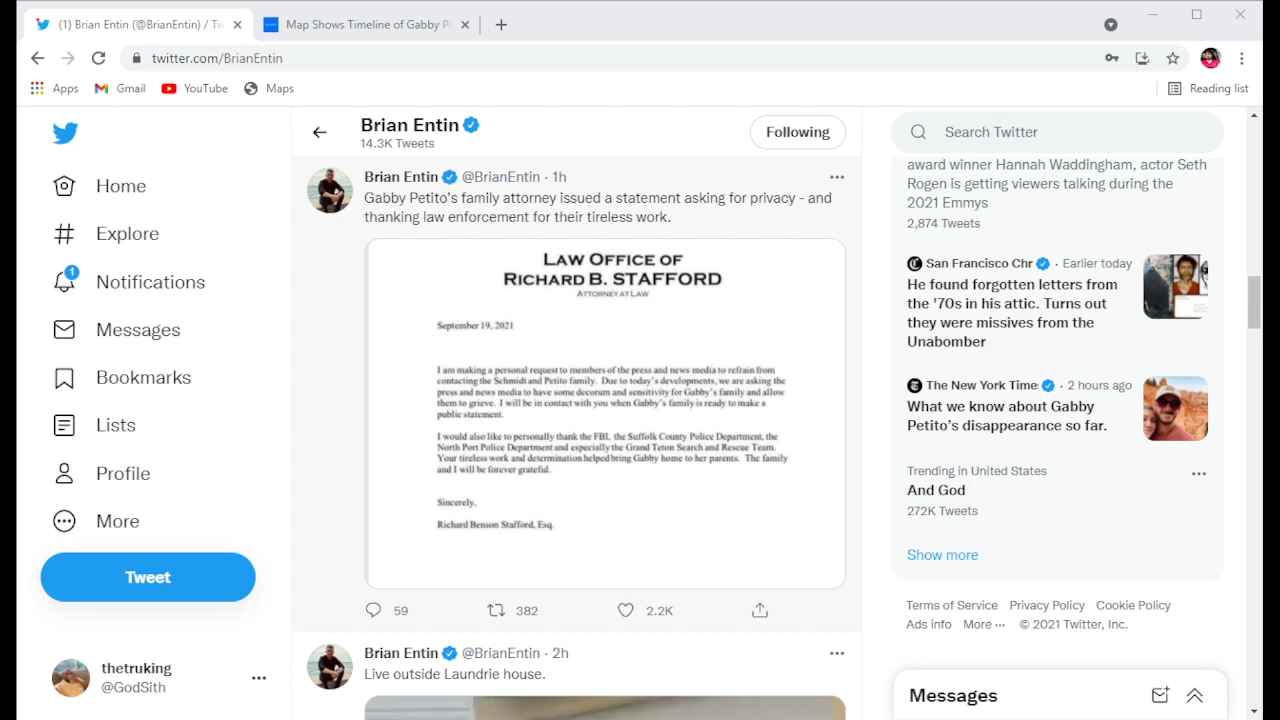 (1) Brian Entin (@BrianEntin) / Tw
Map Shows Timeline of Gabby Pe
twitter.com/BrianEntin
Apps
Gmail
YouTube
Maps
Reading list
Home
Explore
1
Notifications
Messages
Bookmarks
Lists
Profile
More
Tweet
thetruking
@GodSith
Brian Entin
14.3K Tweets
Following
Brian Entin @BrianEntin · 1h
Gabby Petito's family attorney issued a statement asking for privacy - and
thanking law enforcement for their tireless work.
LAW OFFICE OF
RICHARD B. STAFFORD
ATTORNEY AT LAW
September 19, 2021
I am making a personal request to members of the press and news media to refrain from
contacting the Schmidt and Petito family. Due to today's developments, we are asking the
press and news media to have some decorum and sensitivity for Gabby's family and allow
them to grieve. I will be in contact with you when Gabby's family is ready to make a
public statement.
I would also like to personally thank the FBI, the Suffolk County Police Department, the
North Port Police Department and especially the Grand Teton Search and Rescue Team.
Your tireless work and determination helped bring Gabby home to her parents. The family
and I will be forever grateful.
Sincerely,
Richard Benson Stafford, Esq.
59
382
2.2K
Brian Entin @BrianEntin · 2h
Live outside Laundrie house.
Search Twitter
award winner Hannah Waddingham, actor Seth
Rogen is getting viewers talking during the
2021 Emmys
2,874 Tweets
San Francisco Chr · Earlier today
He found forgotten letters from
the '70s in his attic. Turns out
they were missives from the
Unabomber
The New York Time · 2 hours ago
What we know about Gabby
Petito's disappearance so far.
Trending in United States
And God
272K Tweets
Show more
Terms of Service Privacy Policy Cookie Policy
Ads info More ··· © 2021 Twitter, Inc.
Messages